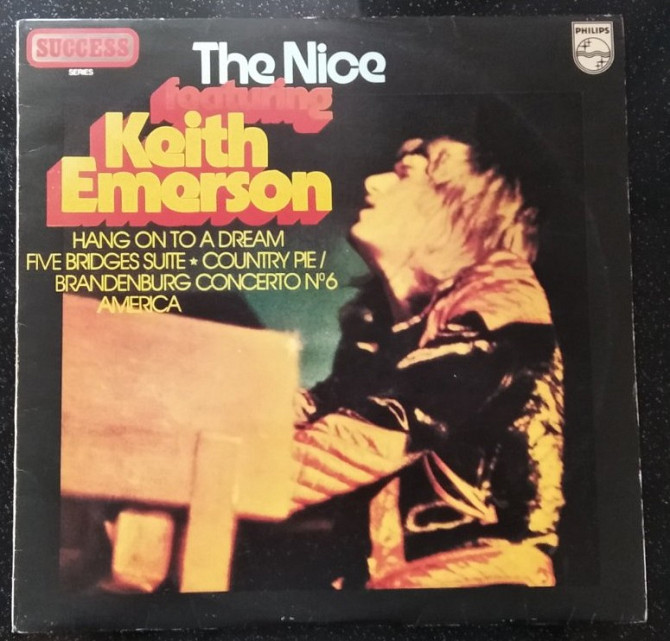 SUCCESS
SERIES
PHILIPS
The Nice
featuring
Keith
Emerson
HANG ON TO A DREAM
FIVE BRIDGES SUITE ★ COUNTRY PIE /
BRANDENBURG CONCERTO Nº6
AMERICA